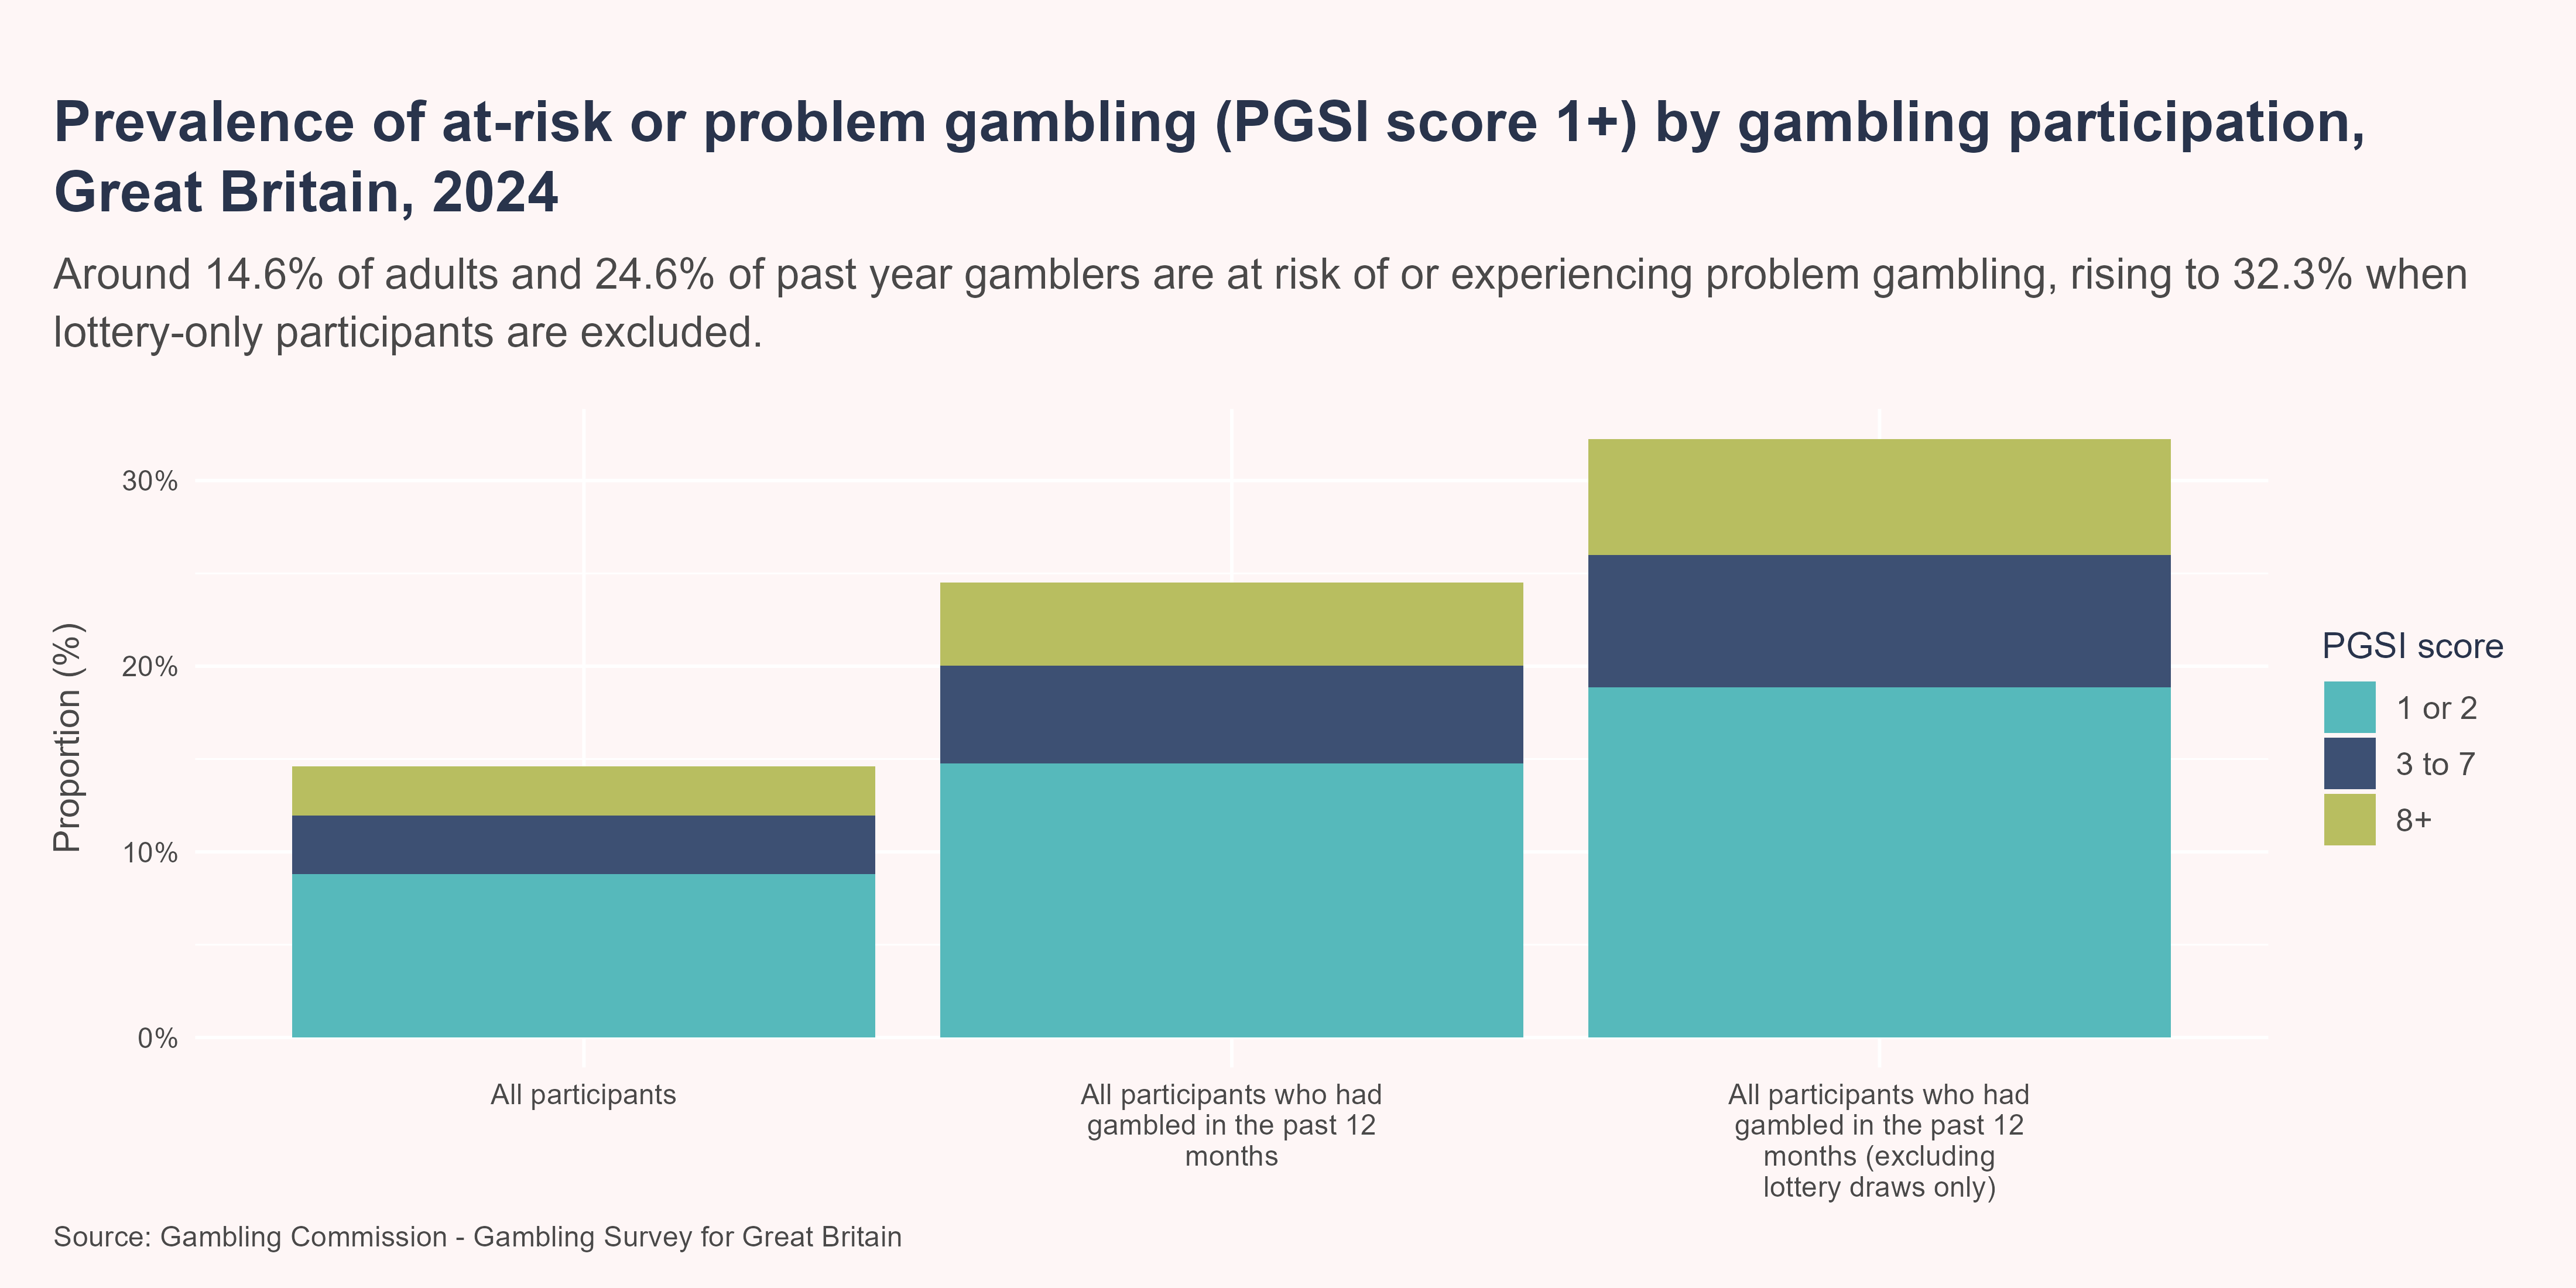 Prevalence of at-risk or problem gambling (PGSI score 1+) by gambling participation,
Great Britain, 2024
Around 14.6% of adults and 24.6% of past year gamblers are at risk of or experiencing problem gambling, rising to 32.3% when
lottery-only participants are excluded.
Proportion (%)
30%
20%
10%
0%
All participants
All participants who had
gambled in the past 12
months
All participants who had
gambled in the past 12
months (excluding
lottery draws only)
PGSI score
1 or 2
3 to 7
8+
Source: Gambling Commission - Gambling Survey for Great Britain